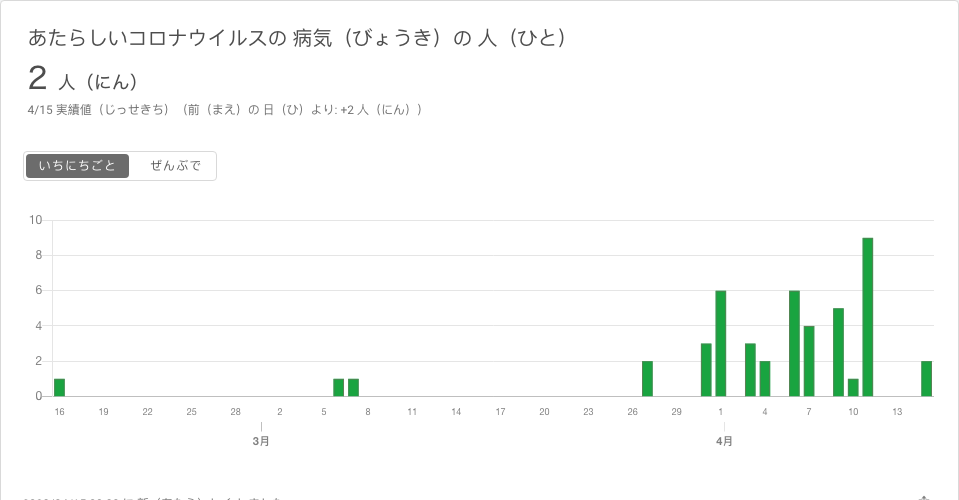 あたらしいコロナウイルスの 病気（びょうき）の 人（ひと）
2 人（にん）
4/15 実績値（じっせきち）（前（まえ）の 日（ひ）より: +2 人（にん））
いちにちごと ぜんぶで
10
8
6
4
2
0
16 19 22 25 28 2 5 8 11 14 17 20 23 26 29 1 4 7 10 13
3月 4月